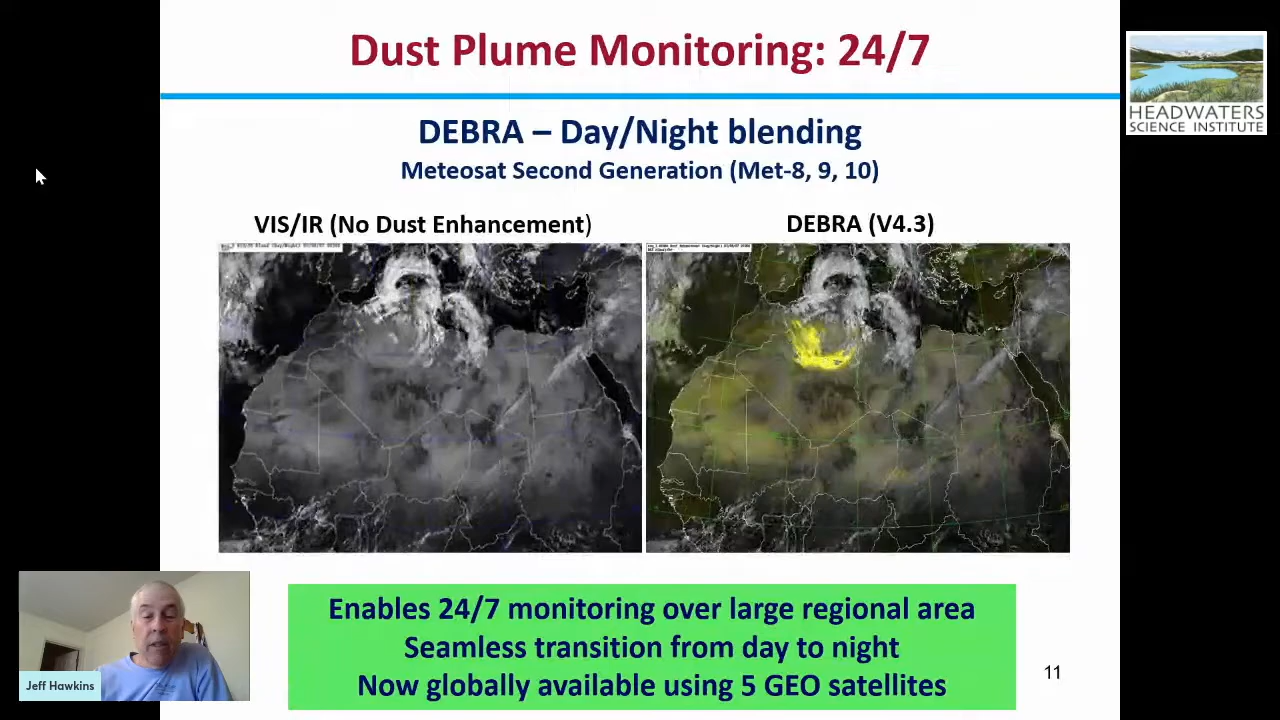 Dust Plume Monitoring: 24/7
HEADWATERS
SCIENCE INSTITUTE
DEBRA – Day/Night blending
Meteosat Second Generation (Met-8, 9, 10)
VIS/IR (No Dust Enhancement)
DEBRA (V4.3)
Enables 24/7 monitoring over large regional area
Seamless transition from day to night
Now globally available using 5 GEO satellites
11
Jeff Hawkins